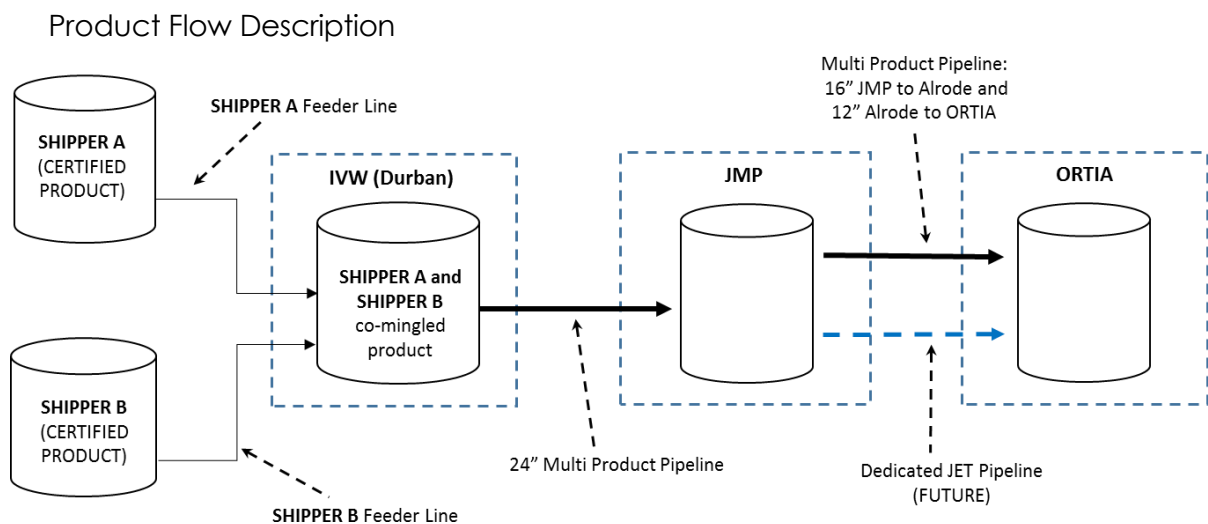 Product Flow Description
Multi Product Pipeline:
16” JMP to Alrode and
12” Alrode to ORTIA
SHIPPER A Feeder Line
SHIPPER A
(CERTIFIED
PRODUCT)
IVW (Durban)
JMP
ORTIA
SHIPPER A and
SHIPPER B
co-mingled
product
SHIPPER B
(CERTIFIED
PRODUCT)
24” Multi Product Pipeline
Dedicated JET Pipeline
(FUTURE)
SHIPPER B Feeder Line